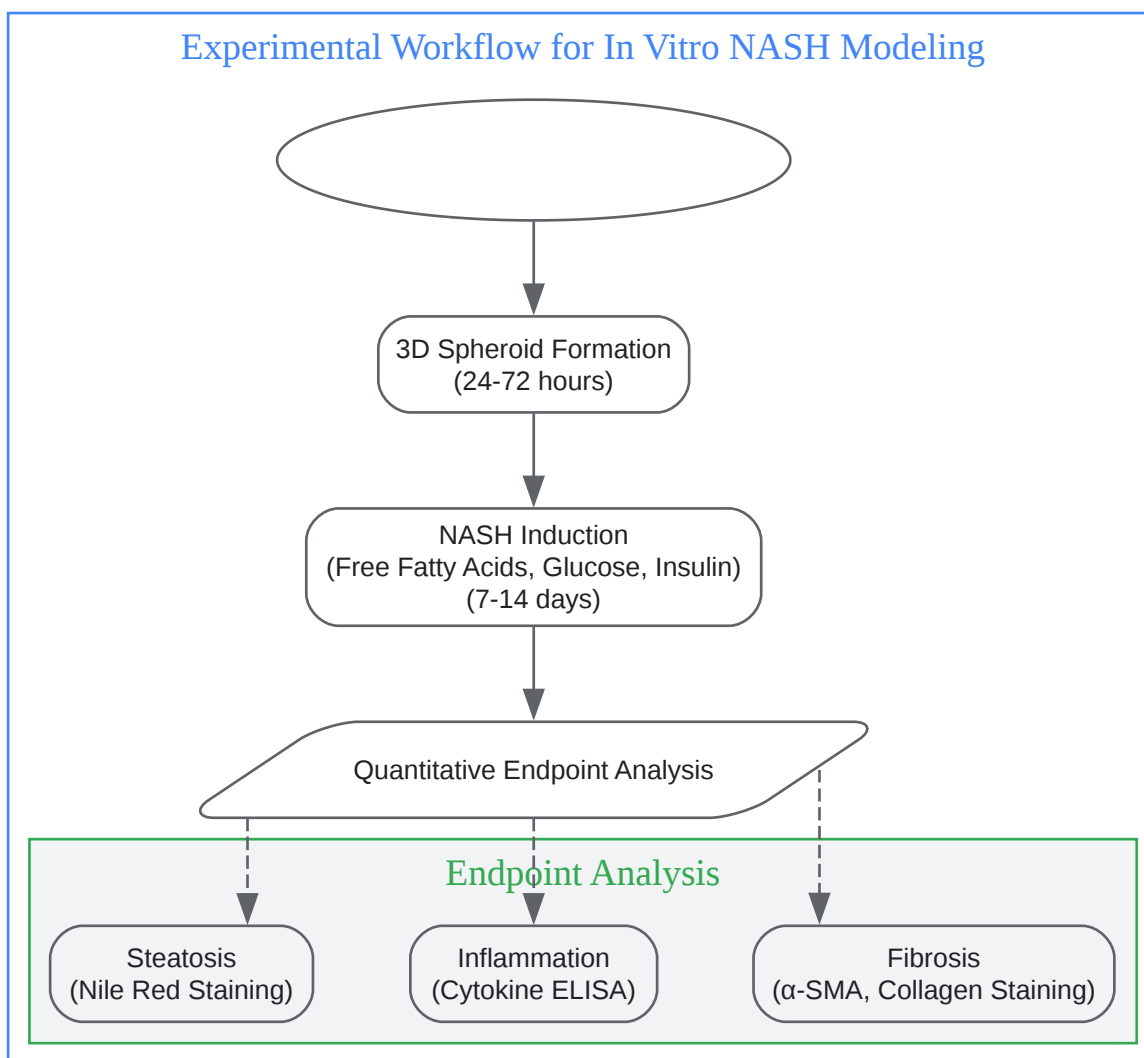 Experimental Workflow for In Vitro NASH Modeling
3D Spheroid Formation
(24-72 hours)
NASH Induction
(Free Fatty Acids, Glucose, Insulin)
(7-14 days)
Quantitative Endpoint Analysis
Endpoint Analysis
Steatosis
(Nile Red Staining)
Inflammation
(Cytokine ELISA)
Fibrosis
(α-SMA, Collagen Staining)